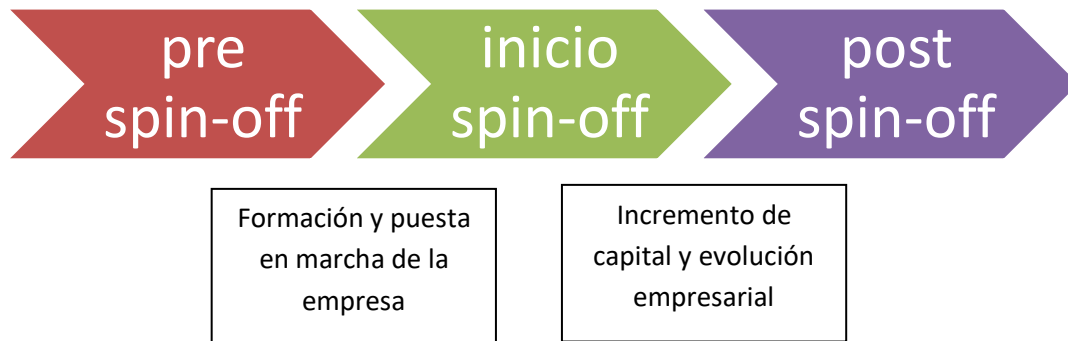 pre
spin-off
inicio
spin-off
post
spin-off
Formación y puesta
en marcha de la
empresa
Incremento de
capital y evolución
empresarial